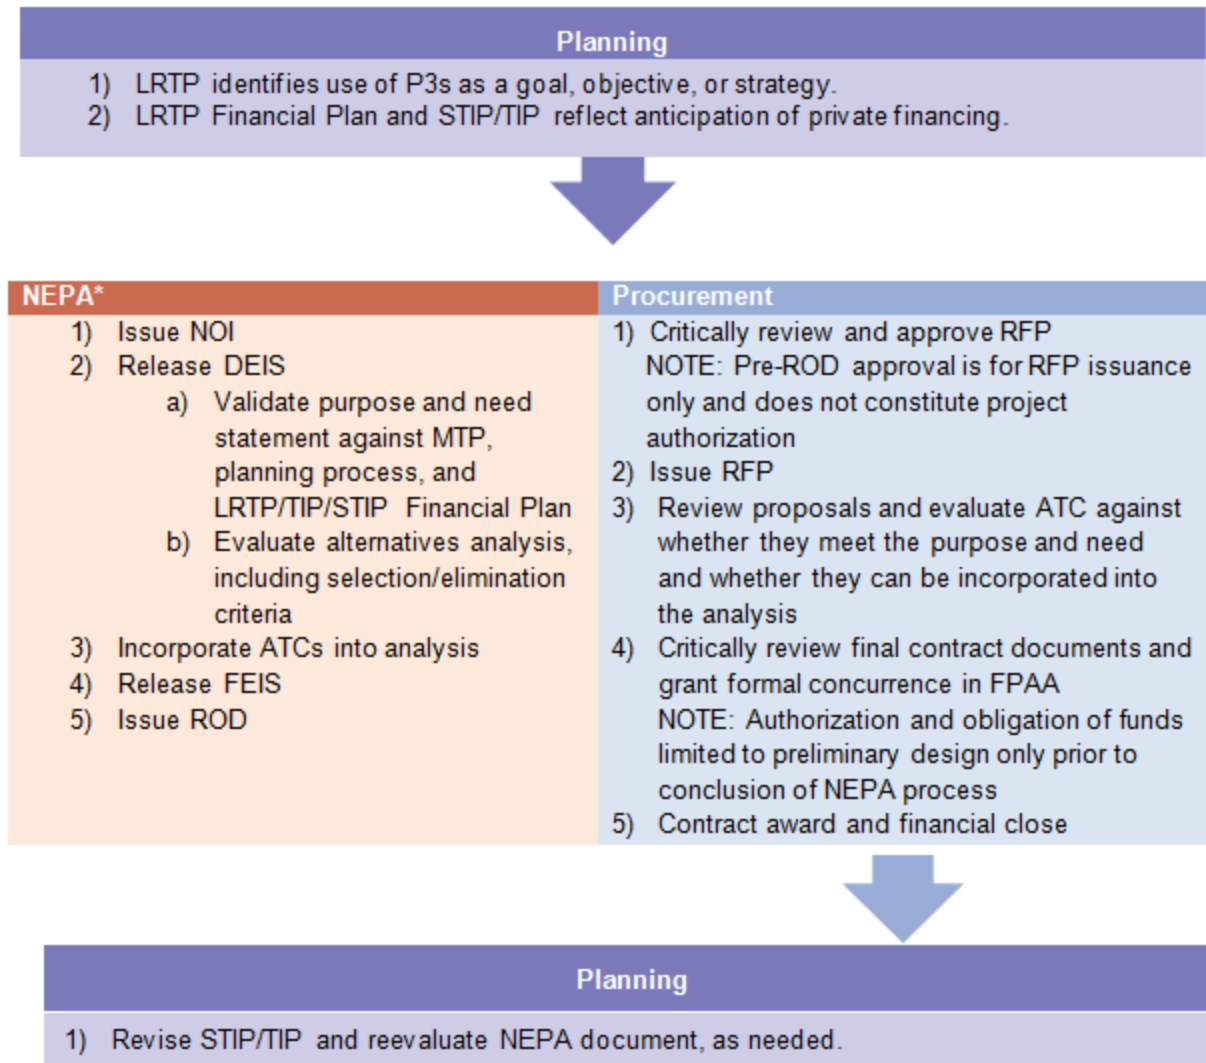 Planning
1) LRTP identifies use of P3s as a goal, objective, or strategy.
2) LRTP Financial Plan and STIP/TIP reflect anticipation of private financing.
NEPA*
1) Issue NOI
2) Release DEIS
a) Validate purpose and need
statement against MTP,
planning process, and
LRTP/TIP/STIP Financial Plan
b) Evaluate alternatives analysis,
including selection/elimination
criteria
3) Incorporate ATCs into analysis
4) Release FEIS
5) Issue ROD
Procurement
1) Critically review and approve RFP
NOTE: Pre-ROD approval is for RFP issuance
only and does not constitute project
authorization
2) Issue RFP
3) Review proposals and evaluate ATC against
whether they meet the purpose and need
and whether they can be incorporated into
the analysis
4) Critically review final contract documents and
grant formal concurrence in FPAA
NOTE: Authorization and obligation of funds
limited to preliminary design only prior to
conclusion of NEPA process
5) Contract award and financial close
Planning
1) Revise STIP/TIP and reevaluate NEPA document, as needed.